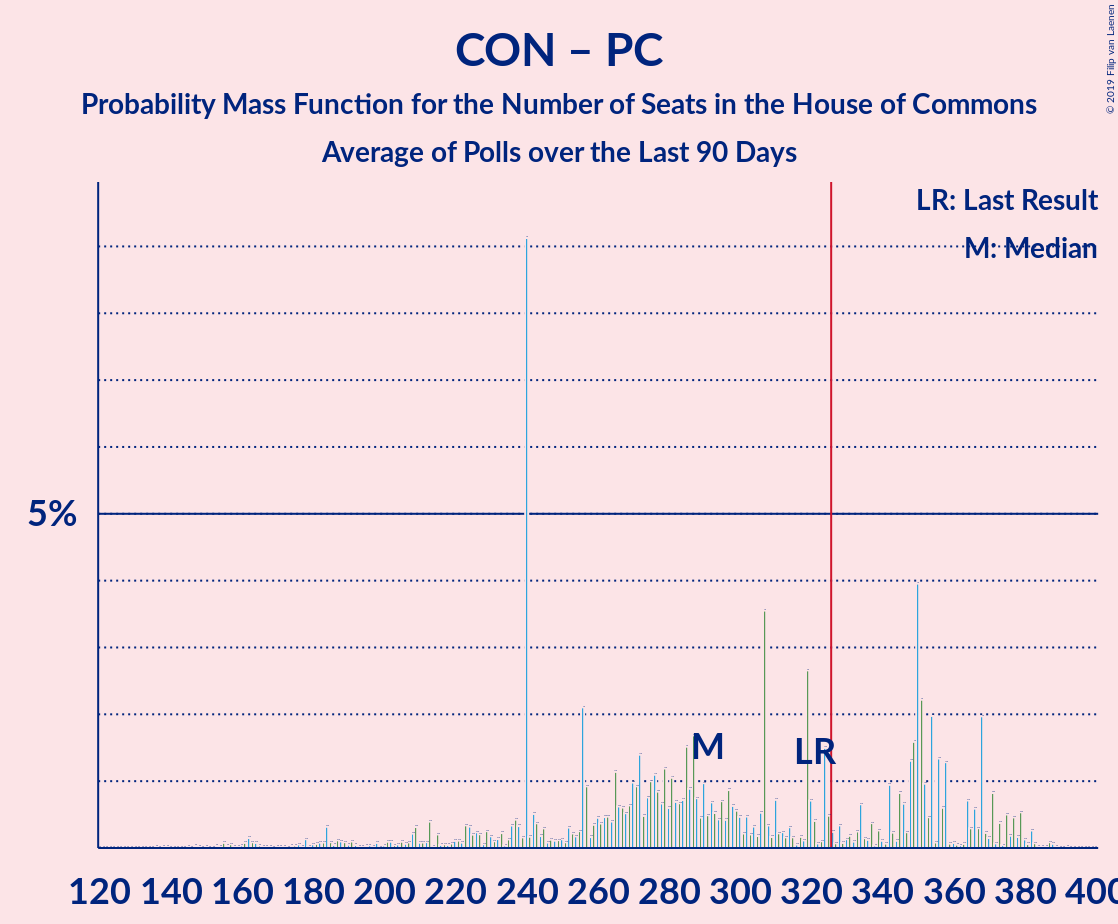 CON – PC
Probability Mass Function for the Number of Seats in the House of Commons
Average of Polls over the Last 90 Days
© 2019 Filip van Laenen
LR: Last Result
M: Median
5%
M
LR
120 140 160 180 200 220 240 260 280 300 320 340 360 380 400